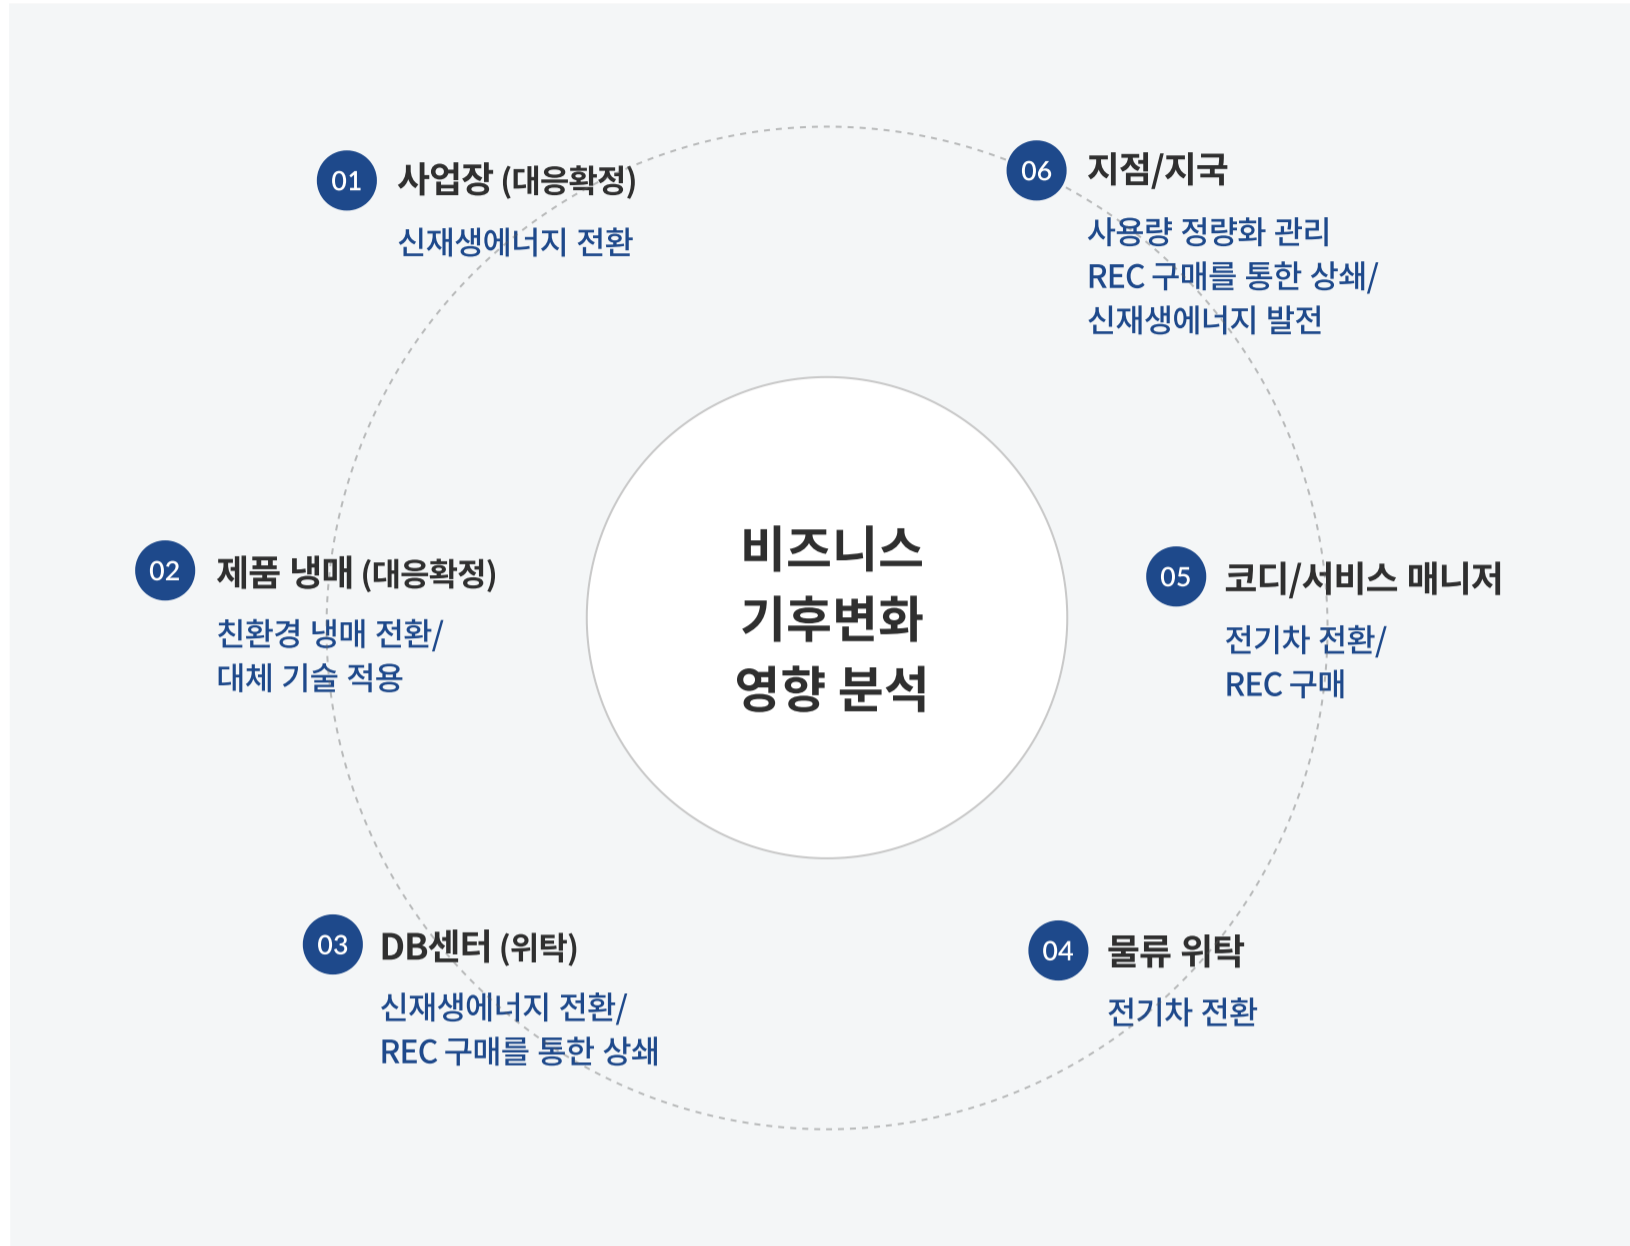 01
사업장 (대응확정)
신재생에너지 전환
02
제품 냉매 (대응확정)
친환경 냉매 전환/
대체 기술 적용
03
DB센터 (위탁)
신재생에너지 전환/
REC 구매를 통한 상쇄
04
물류 위탁
전기차 전환
05
코디/서비스 매니저
전기차 전환/
REC 구매
06
지점/지국
사용량 정량화 관리
REC 구매를 통한 상쇄/
신재생에너지 발전
비즈니스
기후변화
영향 분석